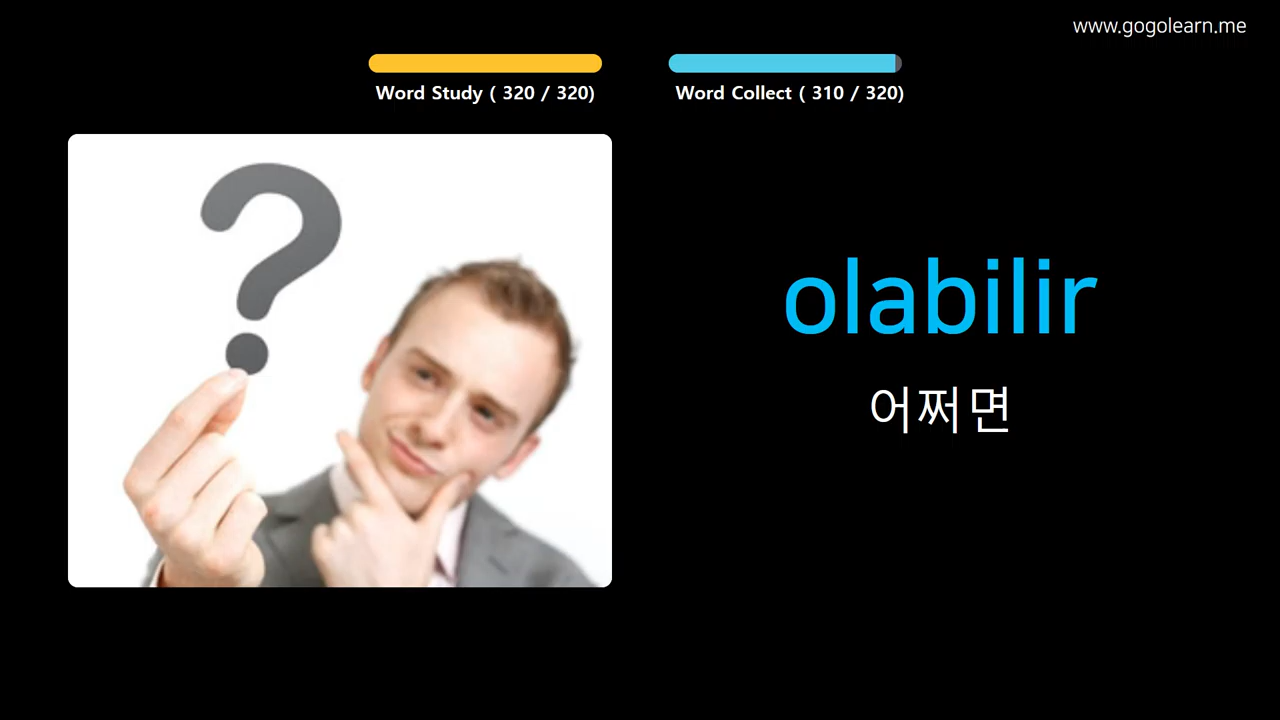 www.gogolearn.me
Word Study ( 320 / 320)
Word Collect ( 310 / 320)
?
olabilir
어쩌면